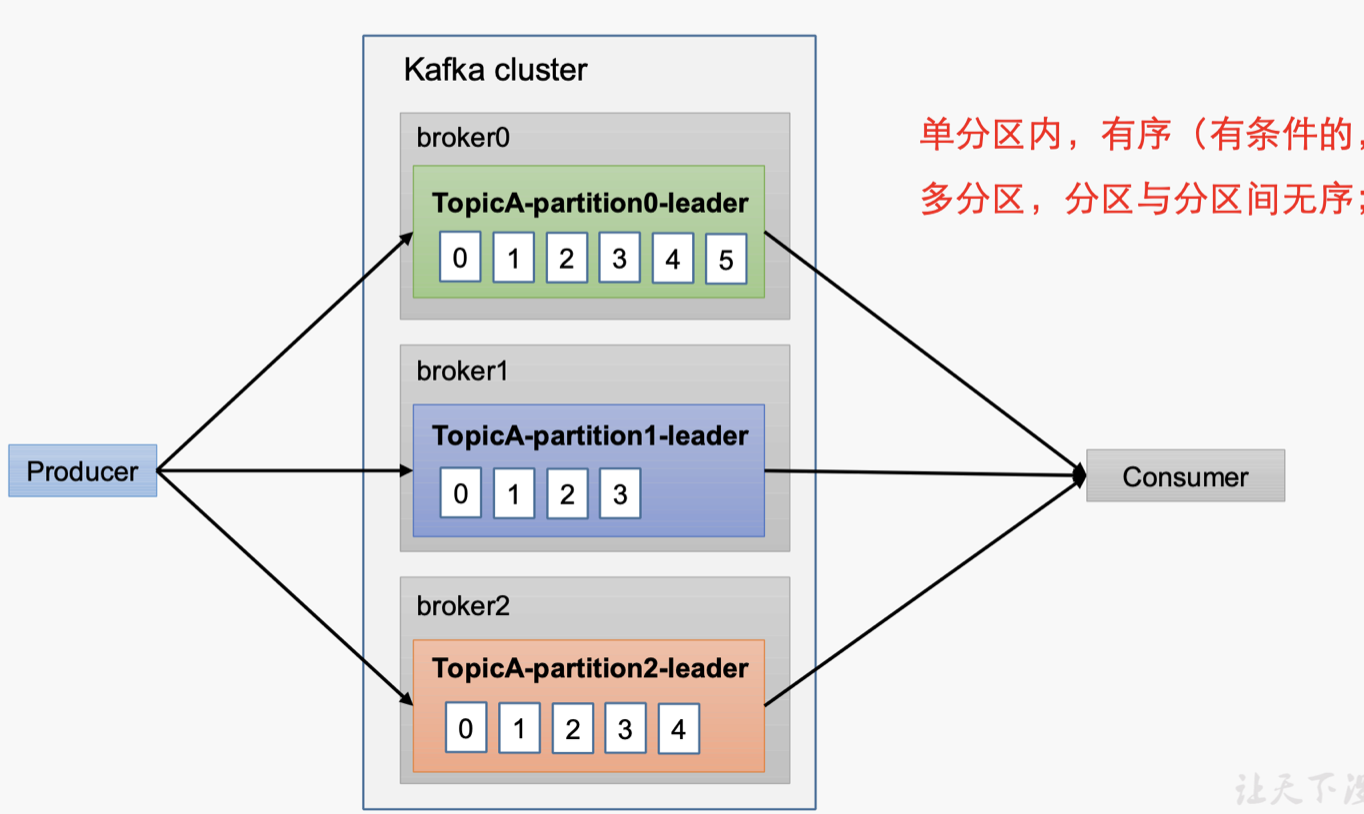 Kafka cluster
broker0
单分区内，有序（有条件的，
多分区，分区与分区间无序；
TopicA-partition0-leader
0 1 2 3 4 5
broker1
TopicA-partition1-leader
0 1 2 3
Producer
Consumer
broker2
TopicA-partition2-leader
0 1 2 3 4
让天下没